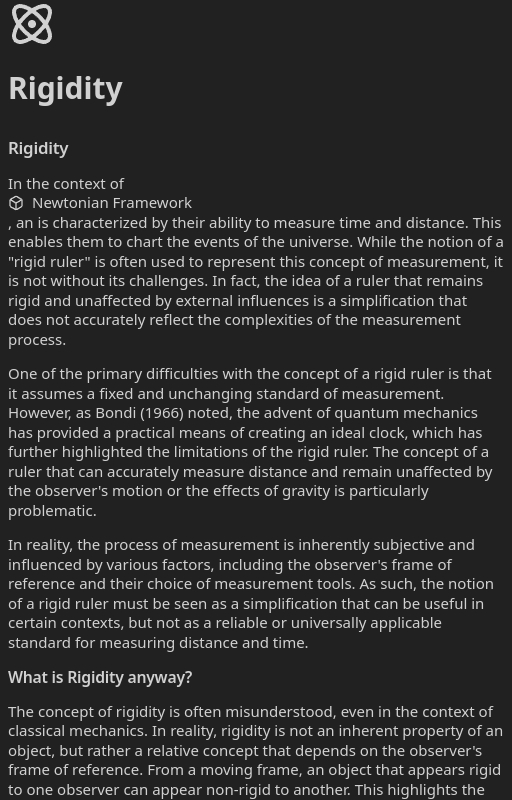 Rigidity
Rigidity
In the context of
Newtonian Framework
, an is characterized by their ability to measure time and distance. This
enables them to chart the events of the universe. While the notion of a
"rigid ruler" is often used to represent this concept of measurement, it
is not without its challenges. In fact, the idea of a ruler that remains
rigid and unaffected by external influences is a simplification that
does not accurately reflect the complexities of the measurement
process.
One of the primary difficulties with the concept of a rigid ruler is that
it assumes a fixed and unchanging standard of measurement.
However, as Bondi (1966) noted, the advent of quantum mechanics
has provided a practical means of creating an ideal clock, which has
further highlighted the limitations of the rigid ruler. The concept of a
ruler that can accurately measure distance and remain unaffected by
the observer's motion or the effects of gravity is particularly
problematic.
In reality, the process of measurement is inherently subjective and
influenced by various factors, including the observer's frame of
reference and their choice of measurement tools. As such, the notion
of a rigid ruler must be seen as a simplification that can be useful in
certain contexts, but not as a reliable or universally applicable
standard for measuring distance and time.
What is Rigidity anyway?
The concept of rigidity is often misunderstood, even in the context of
classical mechanics. In reality, rigidity is not an inherent property of an
object, but rather a relative concept that depends on the observer's
frame of reference. From a moving frame, an object that appears rigid
to one observer can appear non-rigid to another. This highlights the